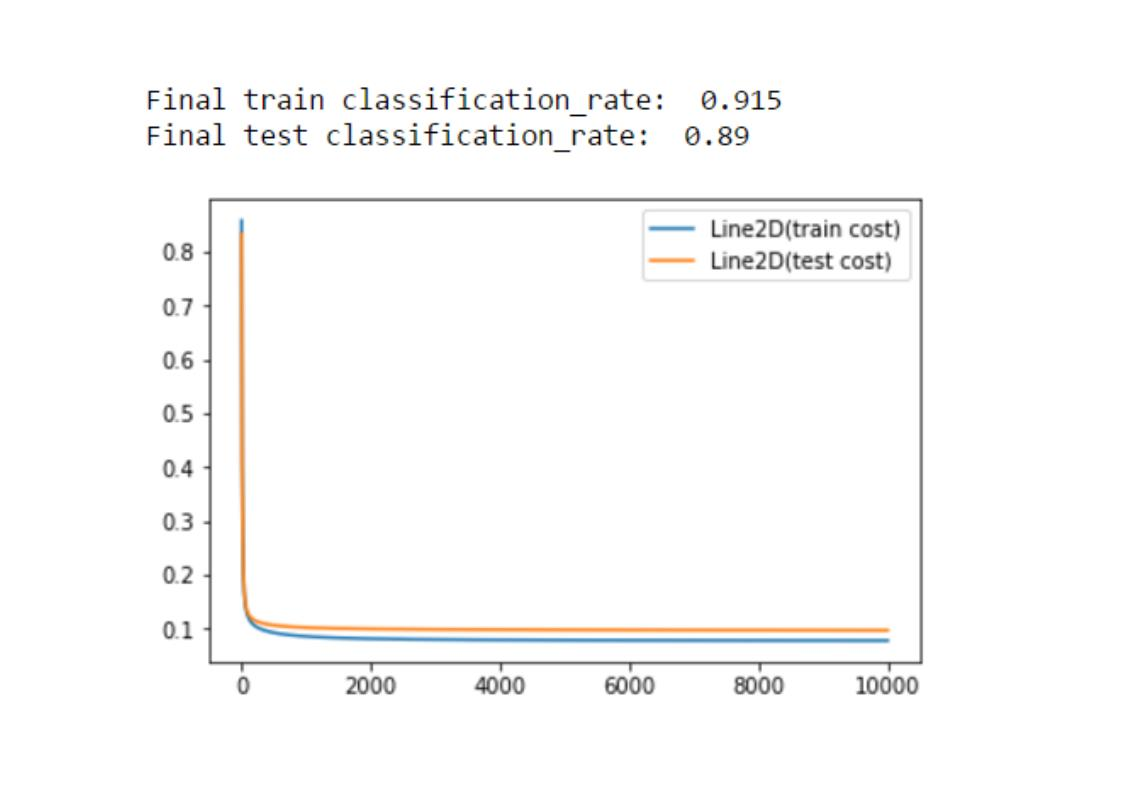 Final train classification_rate:  0.915
Final test classification_rate:  0.89
Line2D(train cost)
Line2D(test cost)
0.8
0.7
0.6
0.5
0.4
0.3
0.2
0.1
0 2000 4000 6000 8000 10000